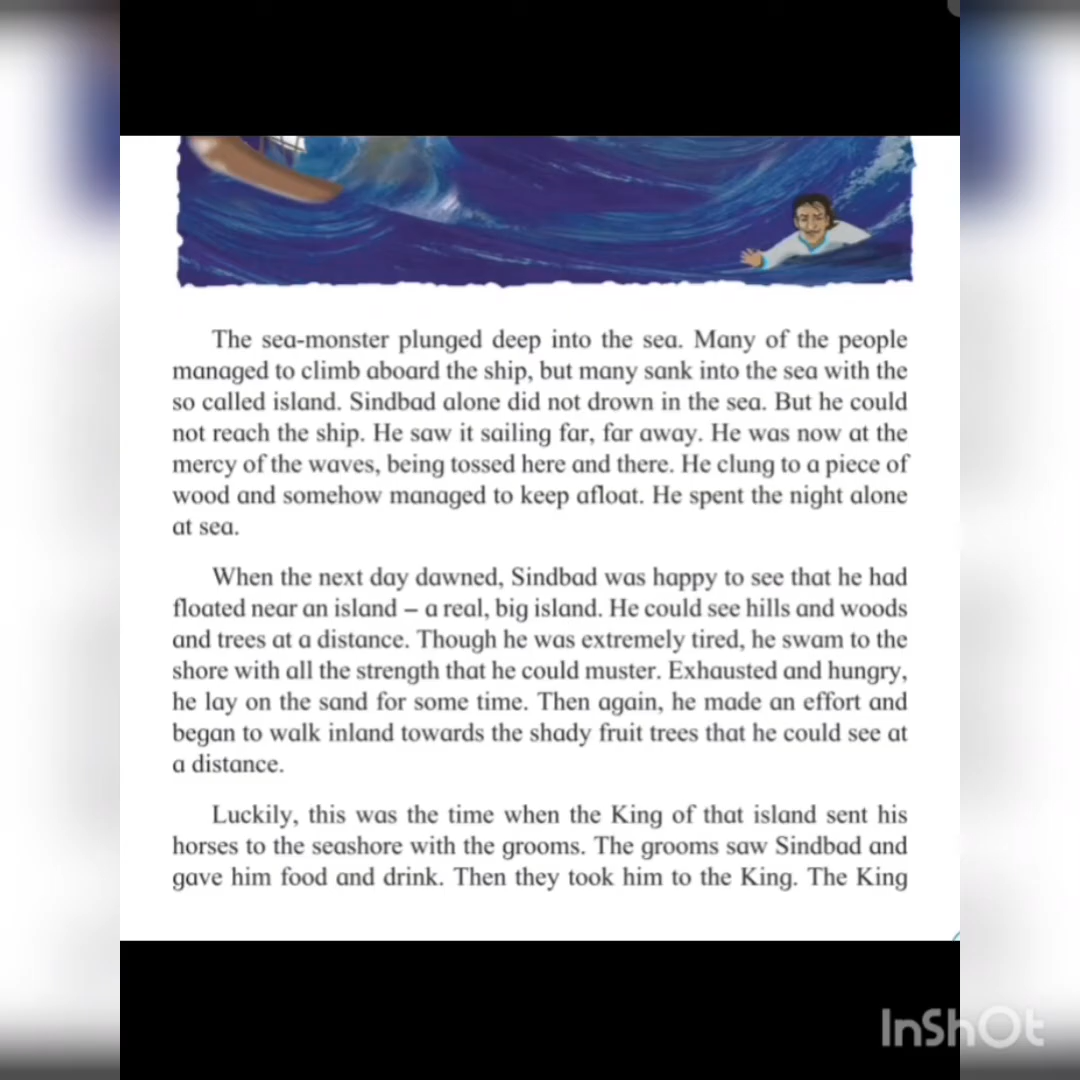 The sea-monster plunged deep into the sea. Many of the people
managed to climb aboard the ship, but many sank into the sea with the
so called island. Sindbad alone did not drown in the sea. But he could
not reach the ship. He saw it sailing far, far away. He was now at the
mercy of the waves, being tossed here and there. He clung to a piece of
wood and somehow managed to keep afloat. He spent the night alone
at sea.
When the next day dawned, Sindbad was happy to see that he had
floated near an island – a real, big island. He could see hills and woods
and trees at a distance. Though he was extremely tired, he swam to the
shore with all the strength that he could muster. Exhausted and hungry,
he lay on the sand for some time. Then again, he made an effort and
began to walk inland towards the shady fruit trees that he could see at
a distance.
Luckily, this was the time when the King of that island sent his
horses to the seashore with the grooms. The grooms saw Sindbad and
gave him food and drink. Then they took him to the King. The King
InShOt